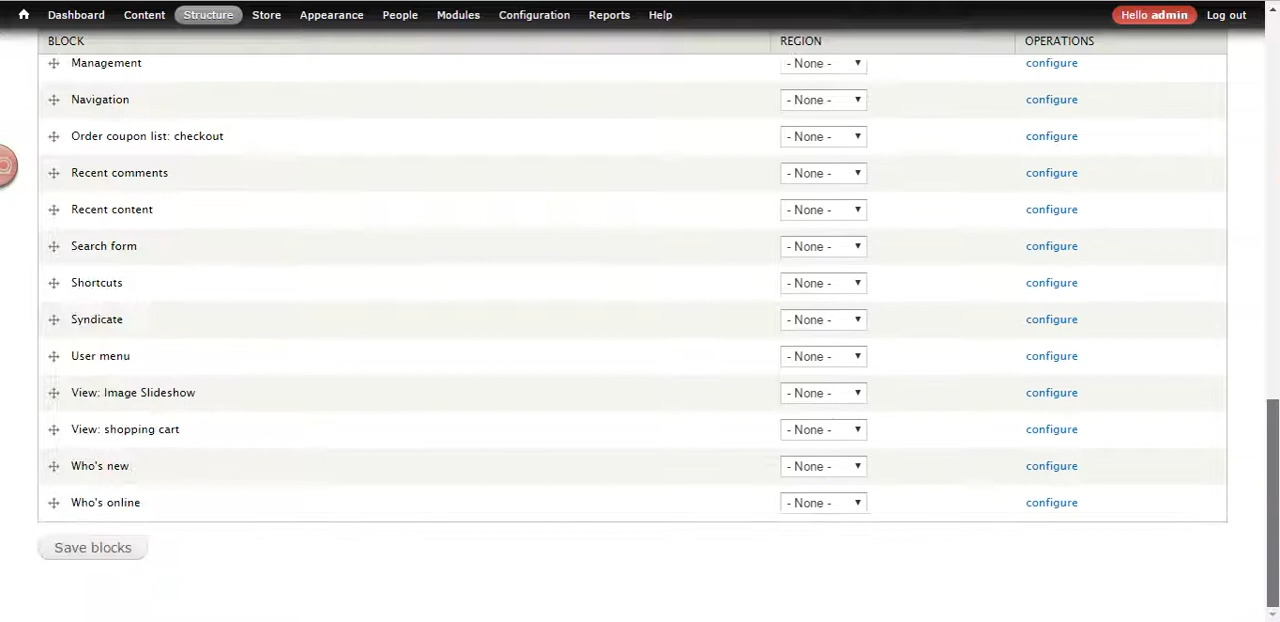 Dashboard Content Structure Store Appearance People Modules Configuration Reports Help Hello admin Log out
BLOCK REGION OPERATIONS
Management - None - configure
Navigation - None - configure
Order coupon list: checkout - None - configure
Recent comments - None - configure
Recent content - None - configure
Search form - None - configure
Shortcuts - None - configure
Syndicate - None - configure
User menu - None - configure
View: Image Slideshow - None - configure
View: shopping cart - None - configure
Who's new - None - configure
Who's online - None - configure
Save blocks